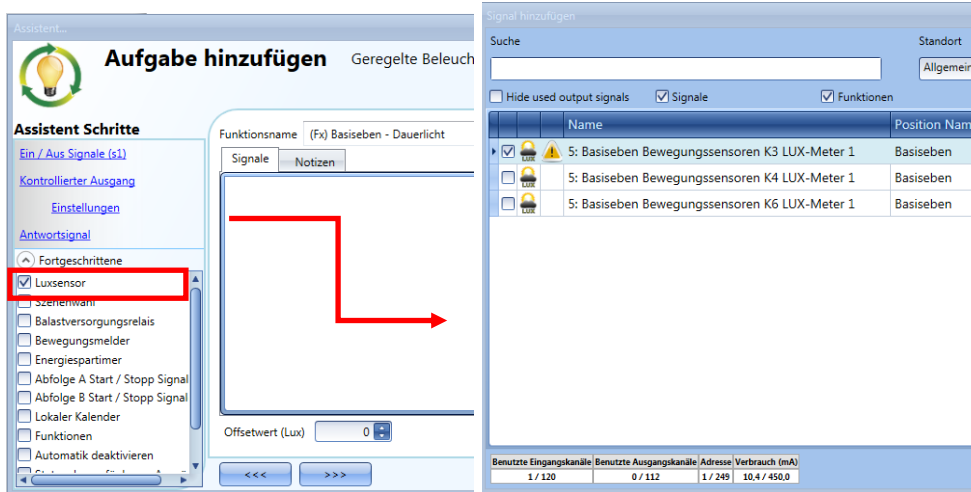 Assistent...
Aufgabe hinzufügen
Geregelte Beleuch
Assistent Schritte
Ein / Aus Signale (s1)
Kontrollierter Ausgang
Einstellungen
Antwortsignal
Fortgeschrittene
Luxsensor
Szenenwahl
Balastversorgungsrelais
Bewegungsmelder
Energiespartimer
Abfolge A Start / Stopp Signal
Abfolge B Start / Stopp Signal
Lokaler Kalender
Funktionen
Automatik deaktivieren
Funktionsname (Fx) Basiseben - Dauerlicht
Signale Notizen
Offsetwert (Lux) 0
<<< >>>
Signal hinzufügen
Suche Standort
Allgemein
Hide used output signals Signale Funktionen
Name Position Nam
LUX 5: Basiseben Bewegungssensoren K3 LUX-Meter 1 Basiseben
LUX 5: Basiseben Bewegungssensoren K4 LUX-Meter 1 Basiseben
LUX 5: Basiseben Bewegungssensoren K6 LUX-Meter 1 Basiseben
Benutzte Eingangskanäle Benutzte Ausgangskanäle Adresse Verbrauch (mA)
1 / 120 0 / 112 1 / 249 10,4 / 450,0